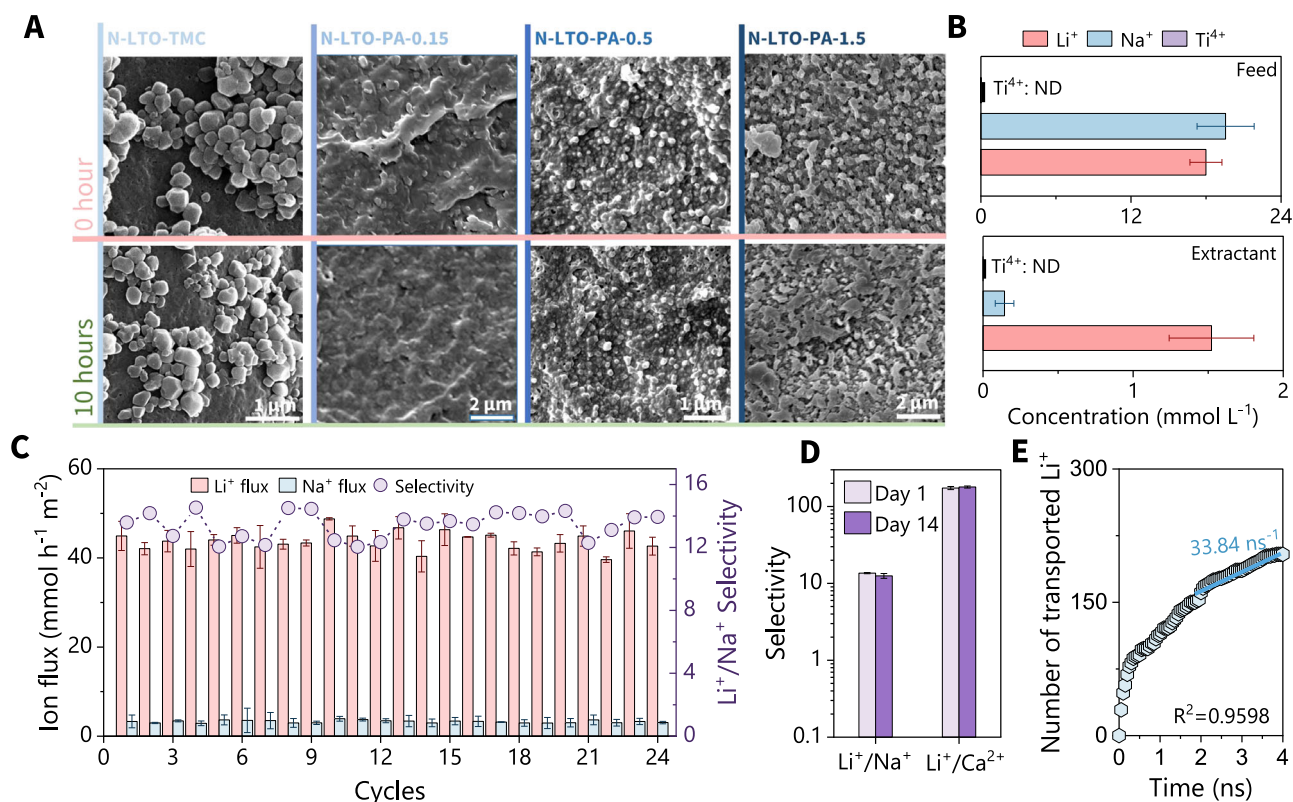 A
N-LTO-TMC
N-LTO-PA-0.15
N-LTO-PA-0.5
N-LTO-PA-1.5
0 hour
10 hours
1 μm
2 μm
1 μm
2 μm
B
Li⁺ Na⁺ Ti⁴⁺
Feed
Ti⁴⁺: ND
0 12 24
Extractant
Ti⁴⁺: ND
0 1 2
Concentration (mmol L⁻¹)
C
Li⁺ flux Na⁺ flux Selectivity
Ion flux (mmol h⁻¹ m⁻²)
60
40
20
0
16
12
8
4
0
Li⁺/Na⁺ Selectivity
0 3 6 9 12 15 18 21 24
Cycles
D
Day 1
Day 14
Selectivity
100
10
1
0.1
Li⁺/Na⁺ Li⁺/Ca²⁺
E
Number of transported Li⁺
300
150
0
33.84 ns⁻¹
R²=0.9598
0 1 2 3 4
Time (ns)